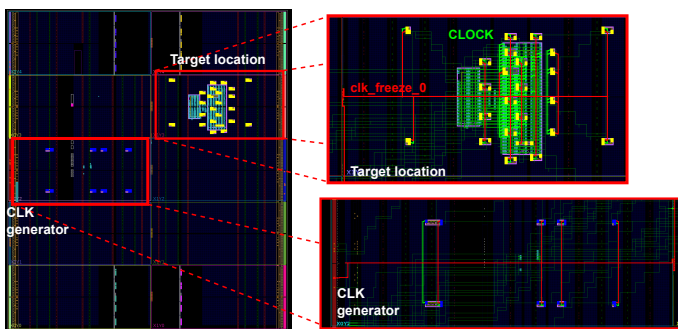 Target location
CLK
generator
CLOCK
clk_freeze_0
Target location
CLK
generator